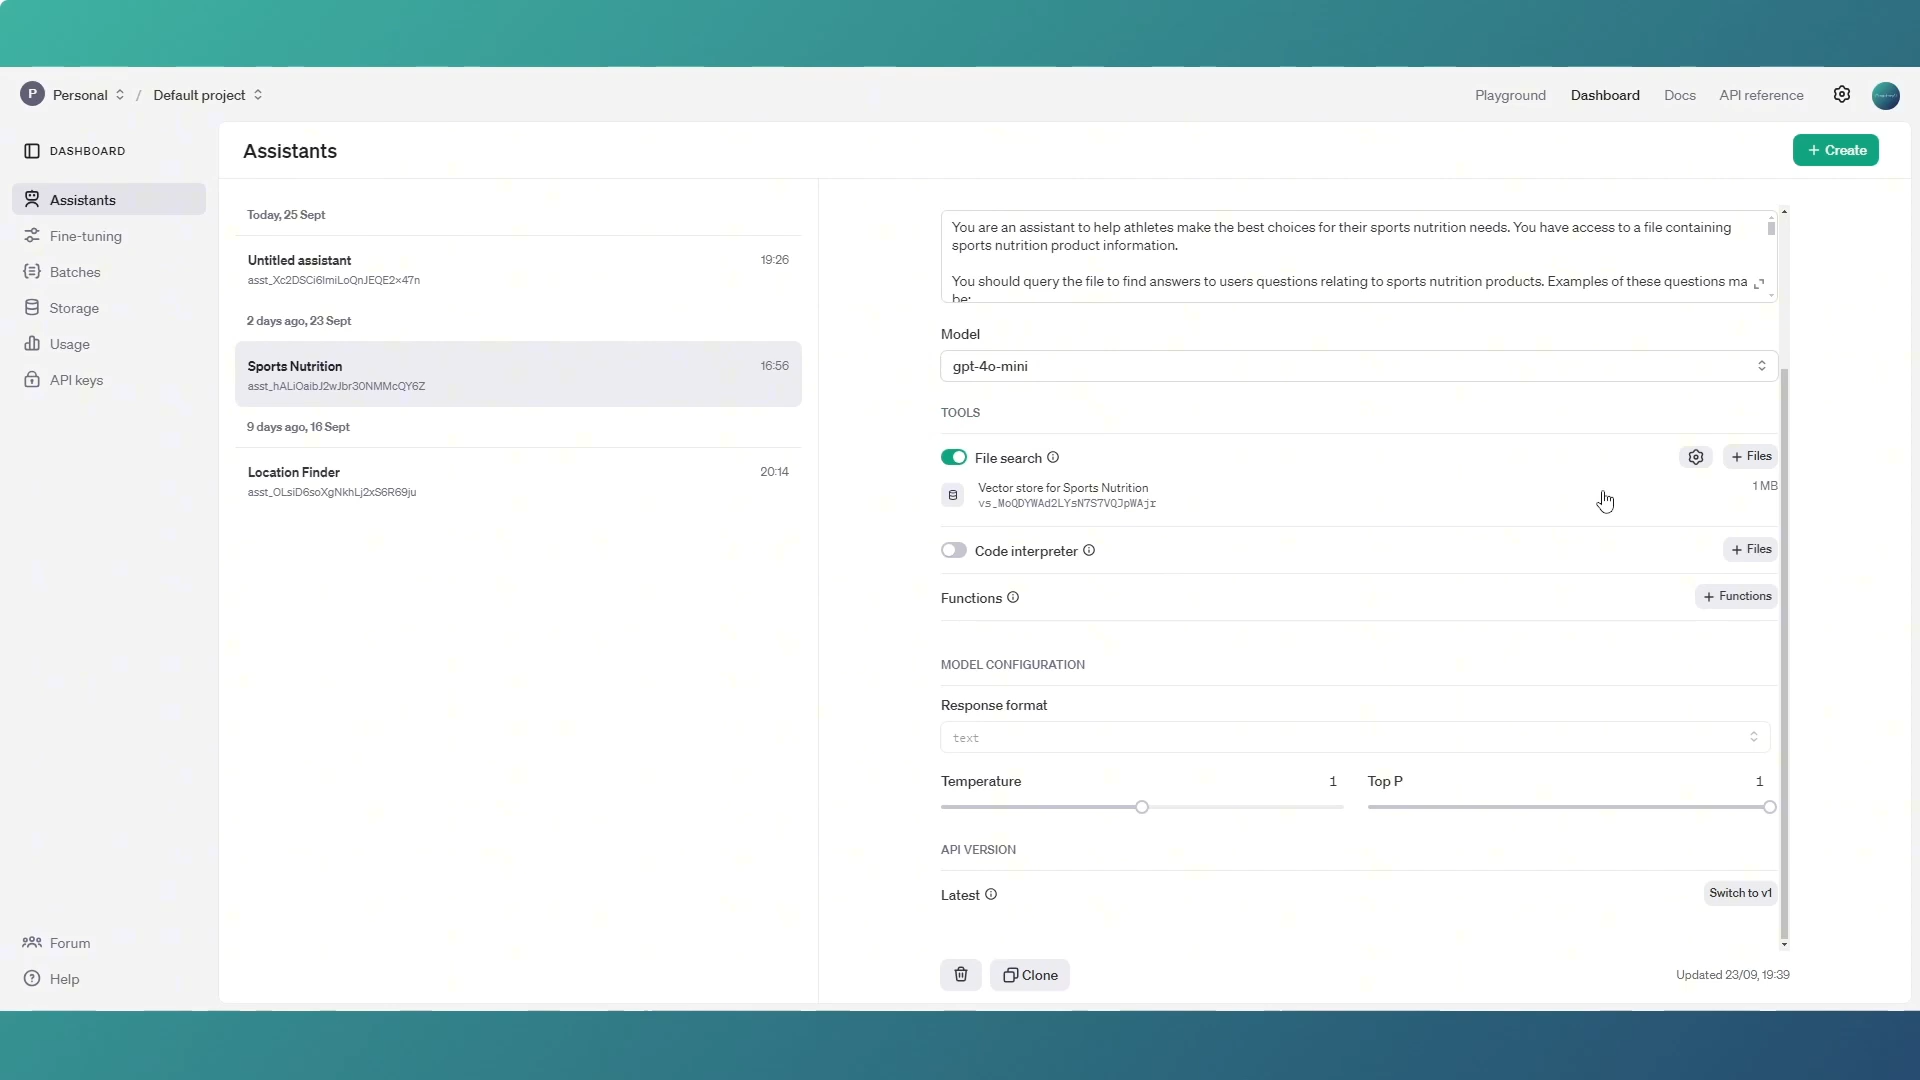 P Personal / Default project
Playground Dashboard Docs API reference
DASHBOARD
Assistants
Fine-tuning
Batches
Storage
Usage
API keys
Forum
Help
Assistants
+ Create
Today, 25 Sept
Untitled assistant 19:26
asst_Xc2DSCi6ImiLoQnJEQE2x47n
2 days ago, 23 Sept
Sports Nutrition 16:56
asst_hALiOaibJ2wJbr30NMMcQY6Z
9 days ago, 16 Sept
Location Finder 20:14
asst_OLsiD6soXgNkhLj2xS6R69ju
You are an assistant to help athletes make the best choices for their sports nutrition needs. You have access to a file containing
sports nutrition product information.
You should query the file to find answers to users questions relating to sports nutrition products. Examples of these questions ma
be:
Model
gpt-4o-mini
TOOLS
File search + Files
Vector store for Sports Nutrition 1 MB
vs_MoQDYWAd2LYsN7S7VQJpWAjr
Code interpreter + Files
Functions + Functions
MODEL CONFIGURATION
Response format
text
Temperature 1 Top P 1
API VERSION
Latest Switch to v1
Clone Updated 23/09, 19:39